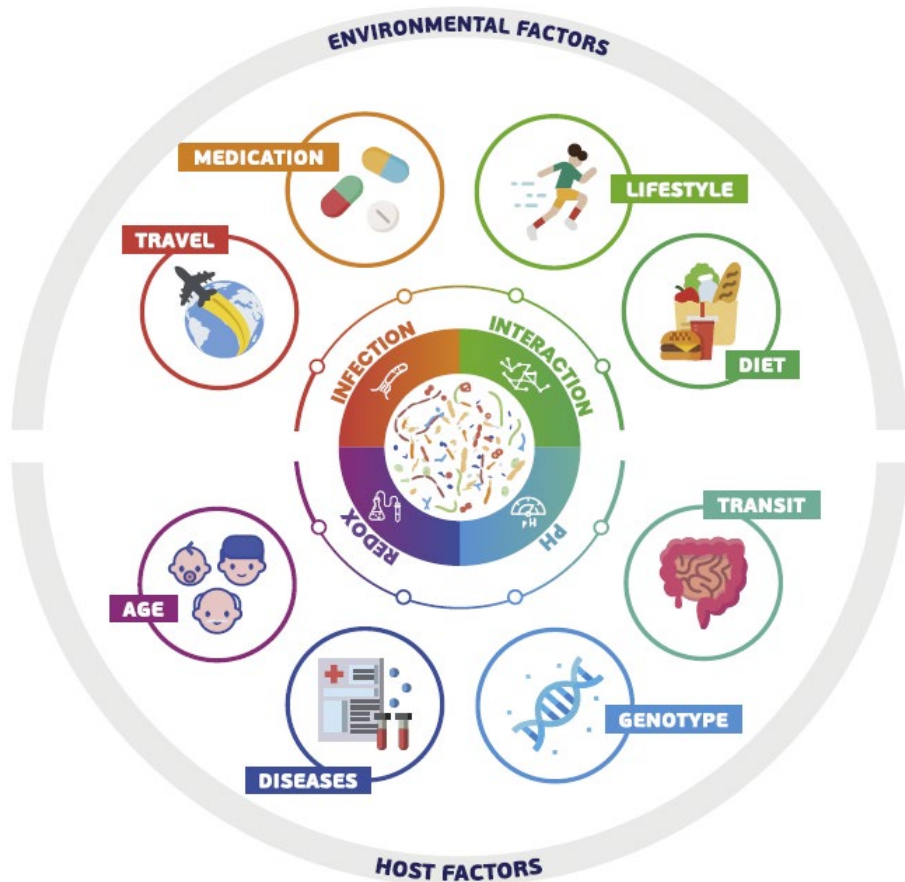 ENVIRONMENTAL FACTORS
MEDICATION
LIFESTYLE
TRAVEL
DIET
INFECTION
INTERACTION
REDOX
PH
pH
TRANSIT
AGE
GENOTYPE
DISEASES
HOST FACTORS